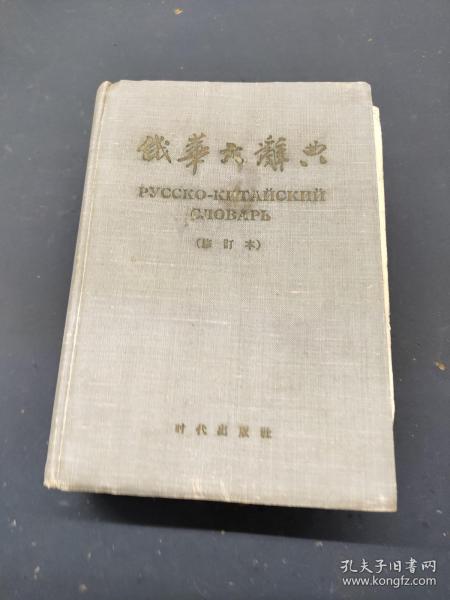 俄華大辭典
РУССКО-КИТАЙСКИЙ
СЛОВАРЬ
(修訂本)
时代出版社
孔夫子旧书网
www.kongfz.com